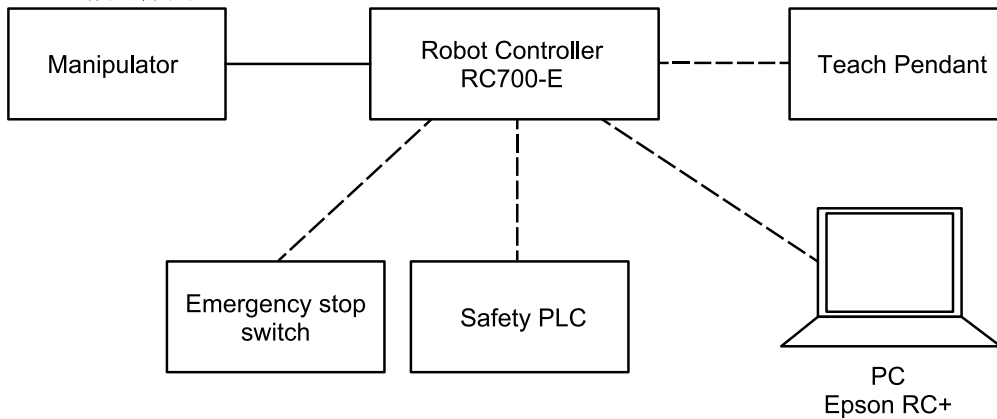 Manipulator
Robot Controller
RC700-E
Teach Pendant
Emergency stop
switch
Safety PLC
PC
Epson RC+